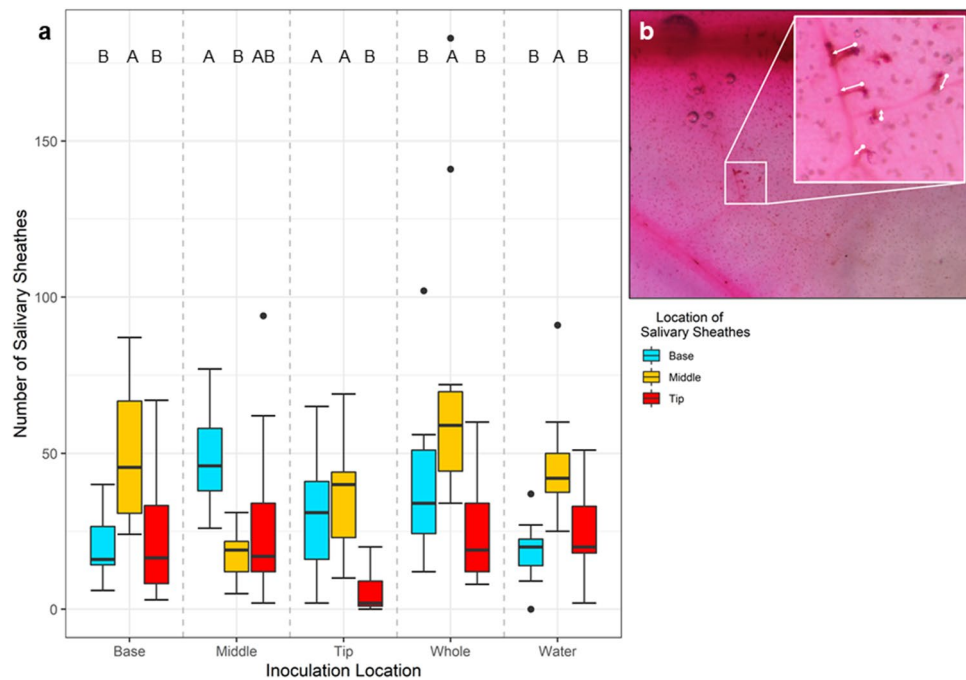 a
B A B A B AB A A B B A B B A B
Number of Salivary Sheathes
150
100
50
0
Base Middle Tip Whole Water
Inoculation Location
b
Location of
Salivary Sheathes
Base
Middle
Tip